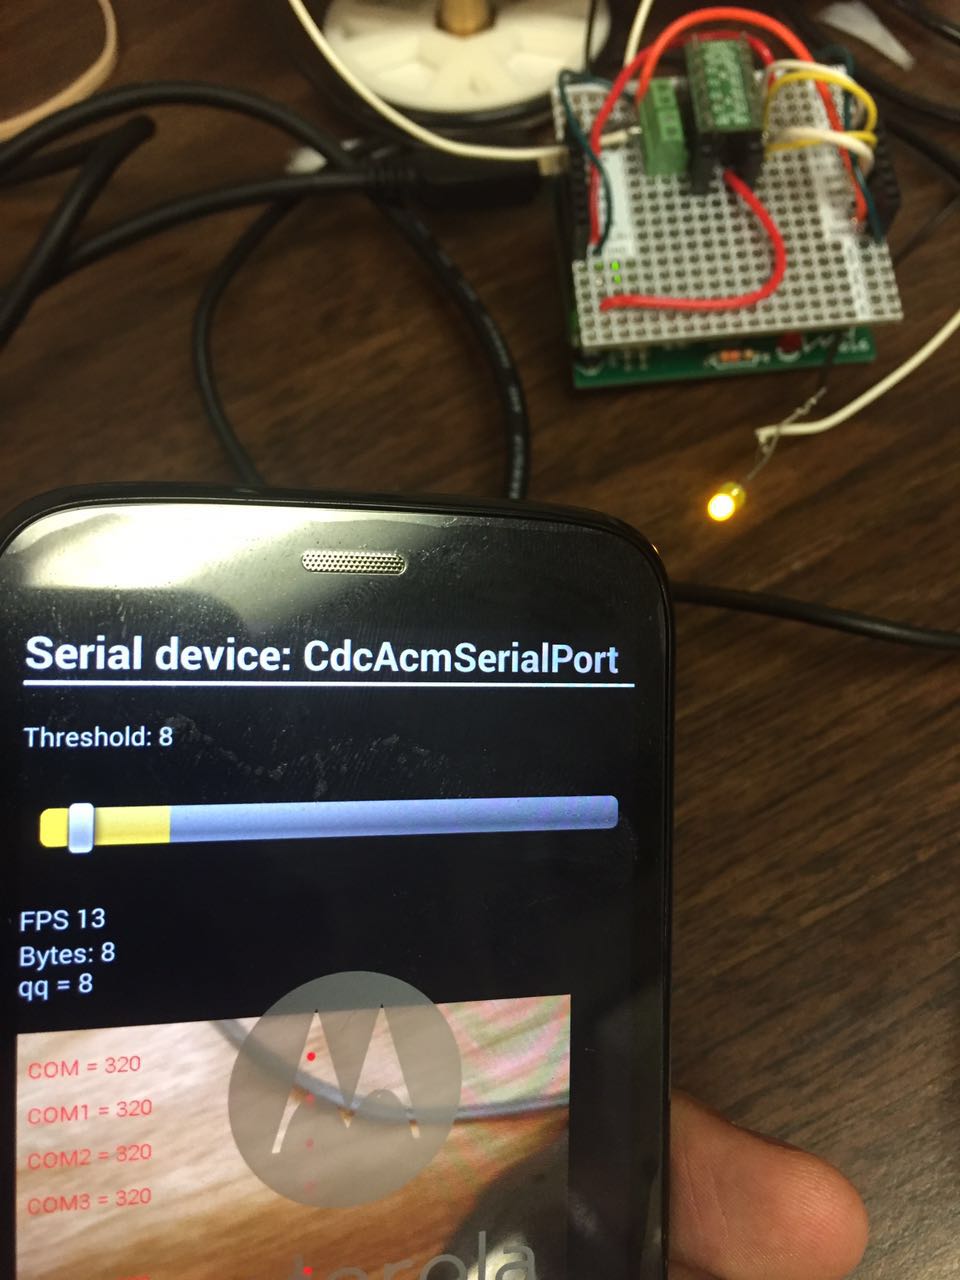 Serial device: CdcAcmSerialPort
Threshold: 8
FPS 13
Bytes: 8
qq = 8
COM = 320
COM1 = 320
COM2 = 320
COM3 = 320